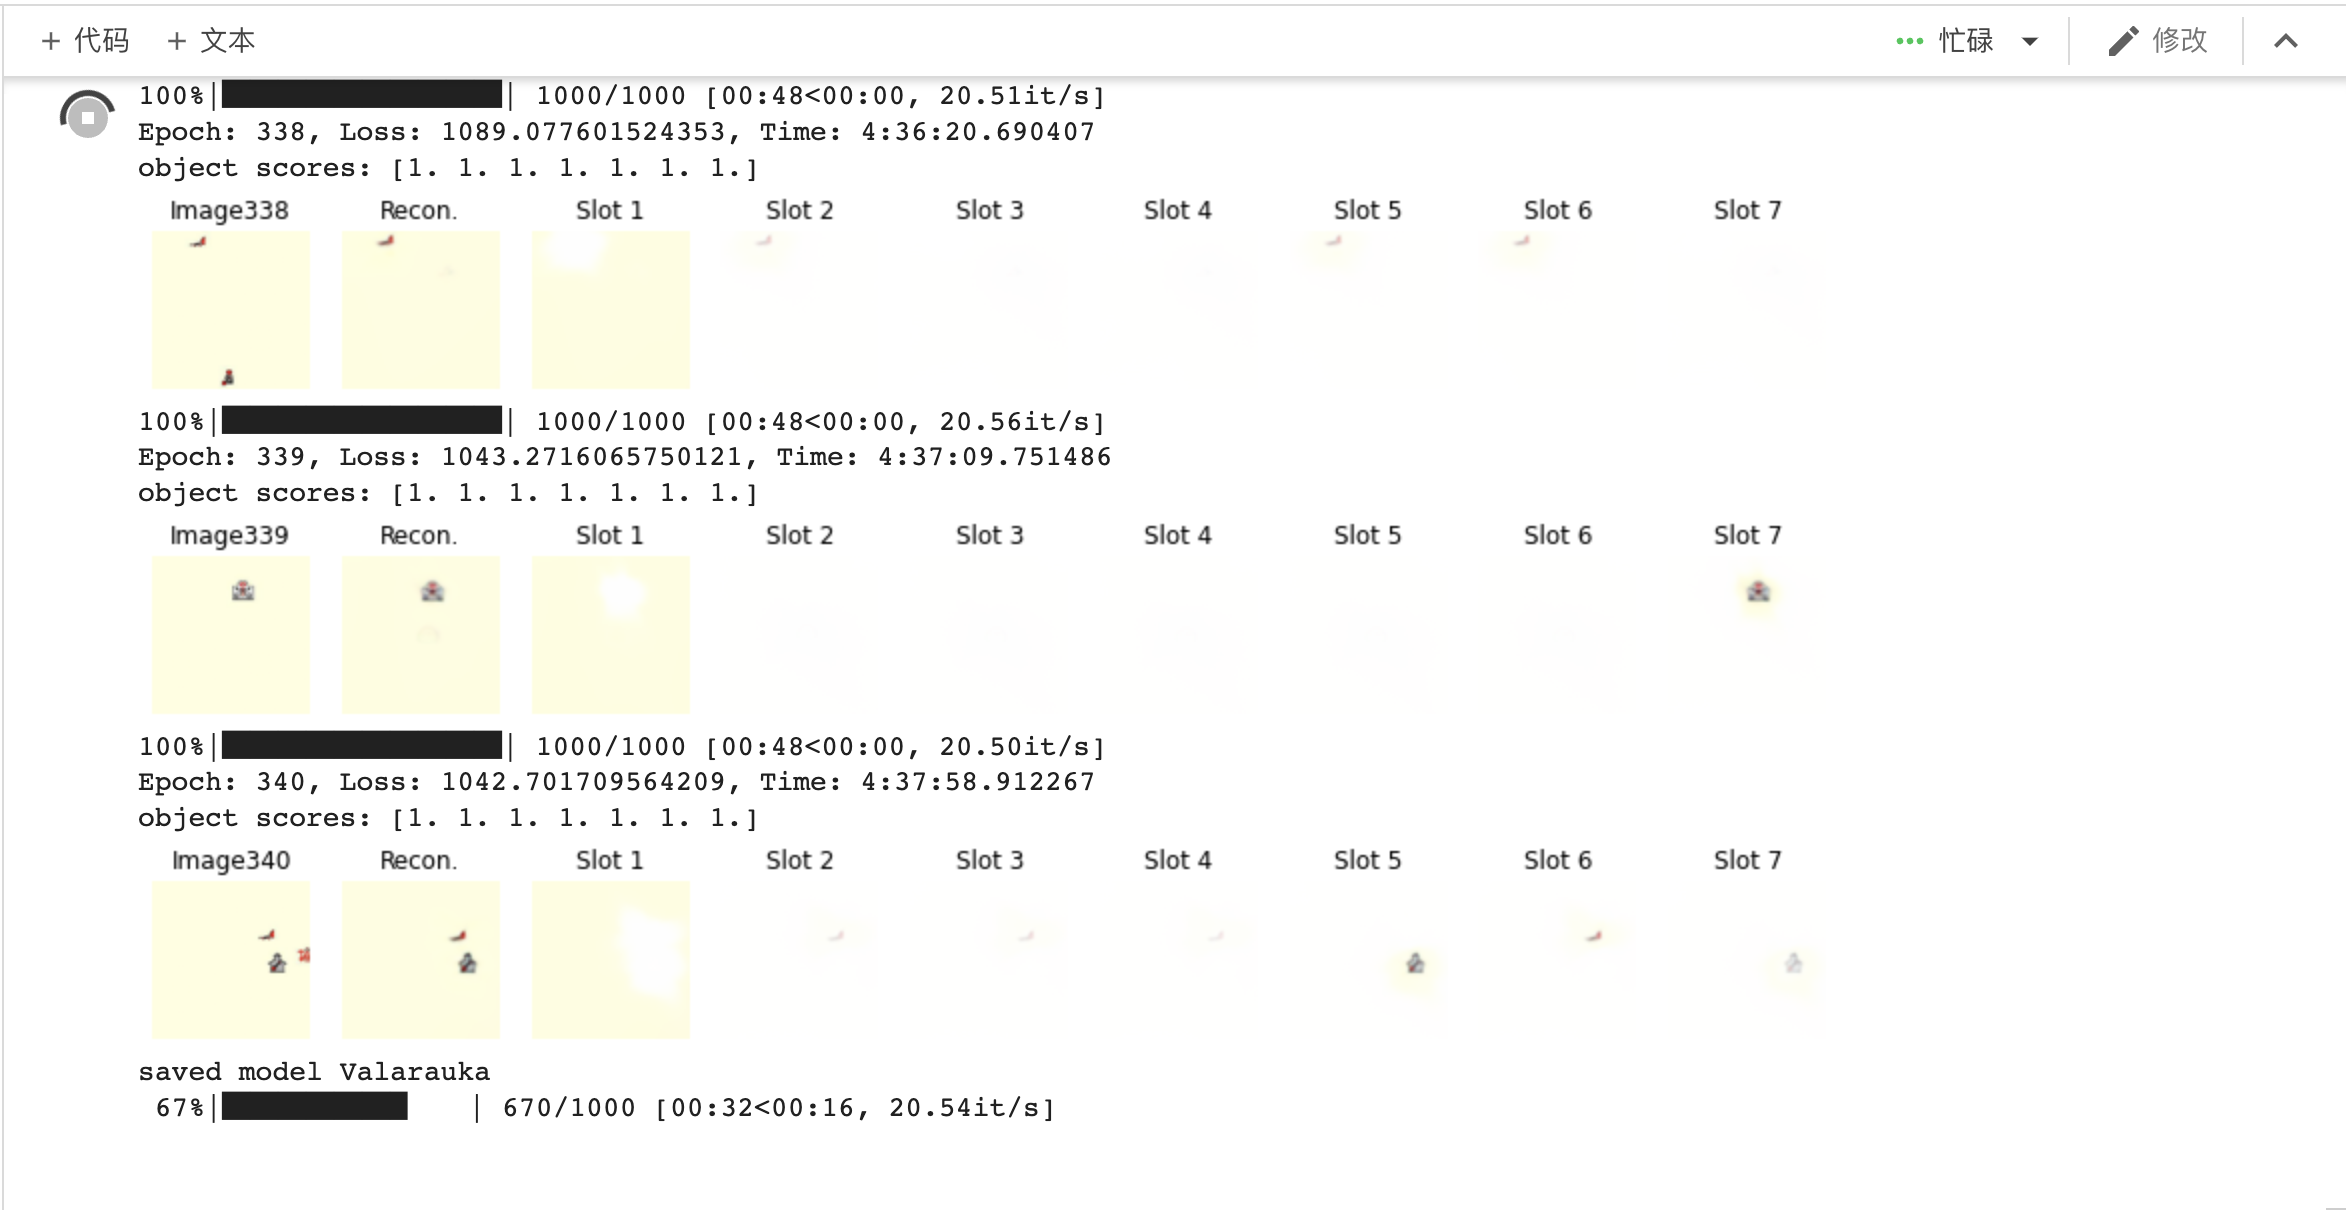 + 代码 + 文本 忙碌 修改
100%| | 1000/1000 [00:48<00:00, 20.51it/s]
Epoch: 338, Loss: 1089.077601524353, Time: 4:36:20.690407
object scores: [1. 1. 1. 1. 1. 1. 1.]
Image338 Recon. Slot 1 Slot 2 Slot 3 Slot 4 Slot 5 Slot 6 Slot 7
100%| | 1000/1000 [00:48<00:00, 20.56it/s]
Epoch: 339, Loss: 1043.2716065750121, Time: 4:37:09.751486
object scores: [1. 1. 1. 1. 1. 1. 1.]
Image339 Recon. Slot 1 Slot 2 Slot 3 Slot 4 Slot 5 Slot 6 Slot 7
100%| | 1000/1000 [00:48<00:00, 20.50it/s]
Epoch: 340, Loss: 1042.701709564209, Time: 4:37:58.912267
object scores: [1. 1. 1. 1. 1. 1. 1.]
Image340 Recon. Slot 1 Slot 2 Slot 3 Slot 4 Slot 5 Slot 6 Slot 7
saved model Valarauka
67%| | 670/1000 [00:32<00:16, 20.54it/s]